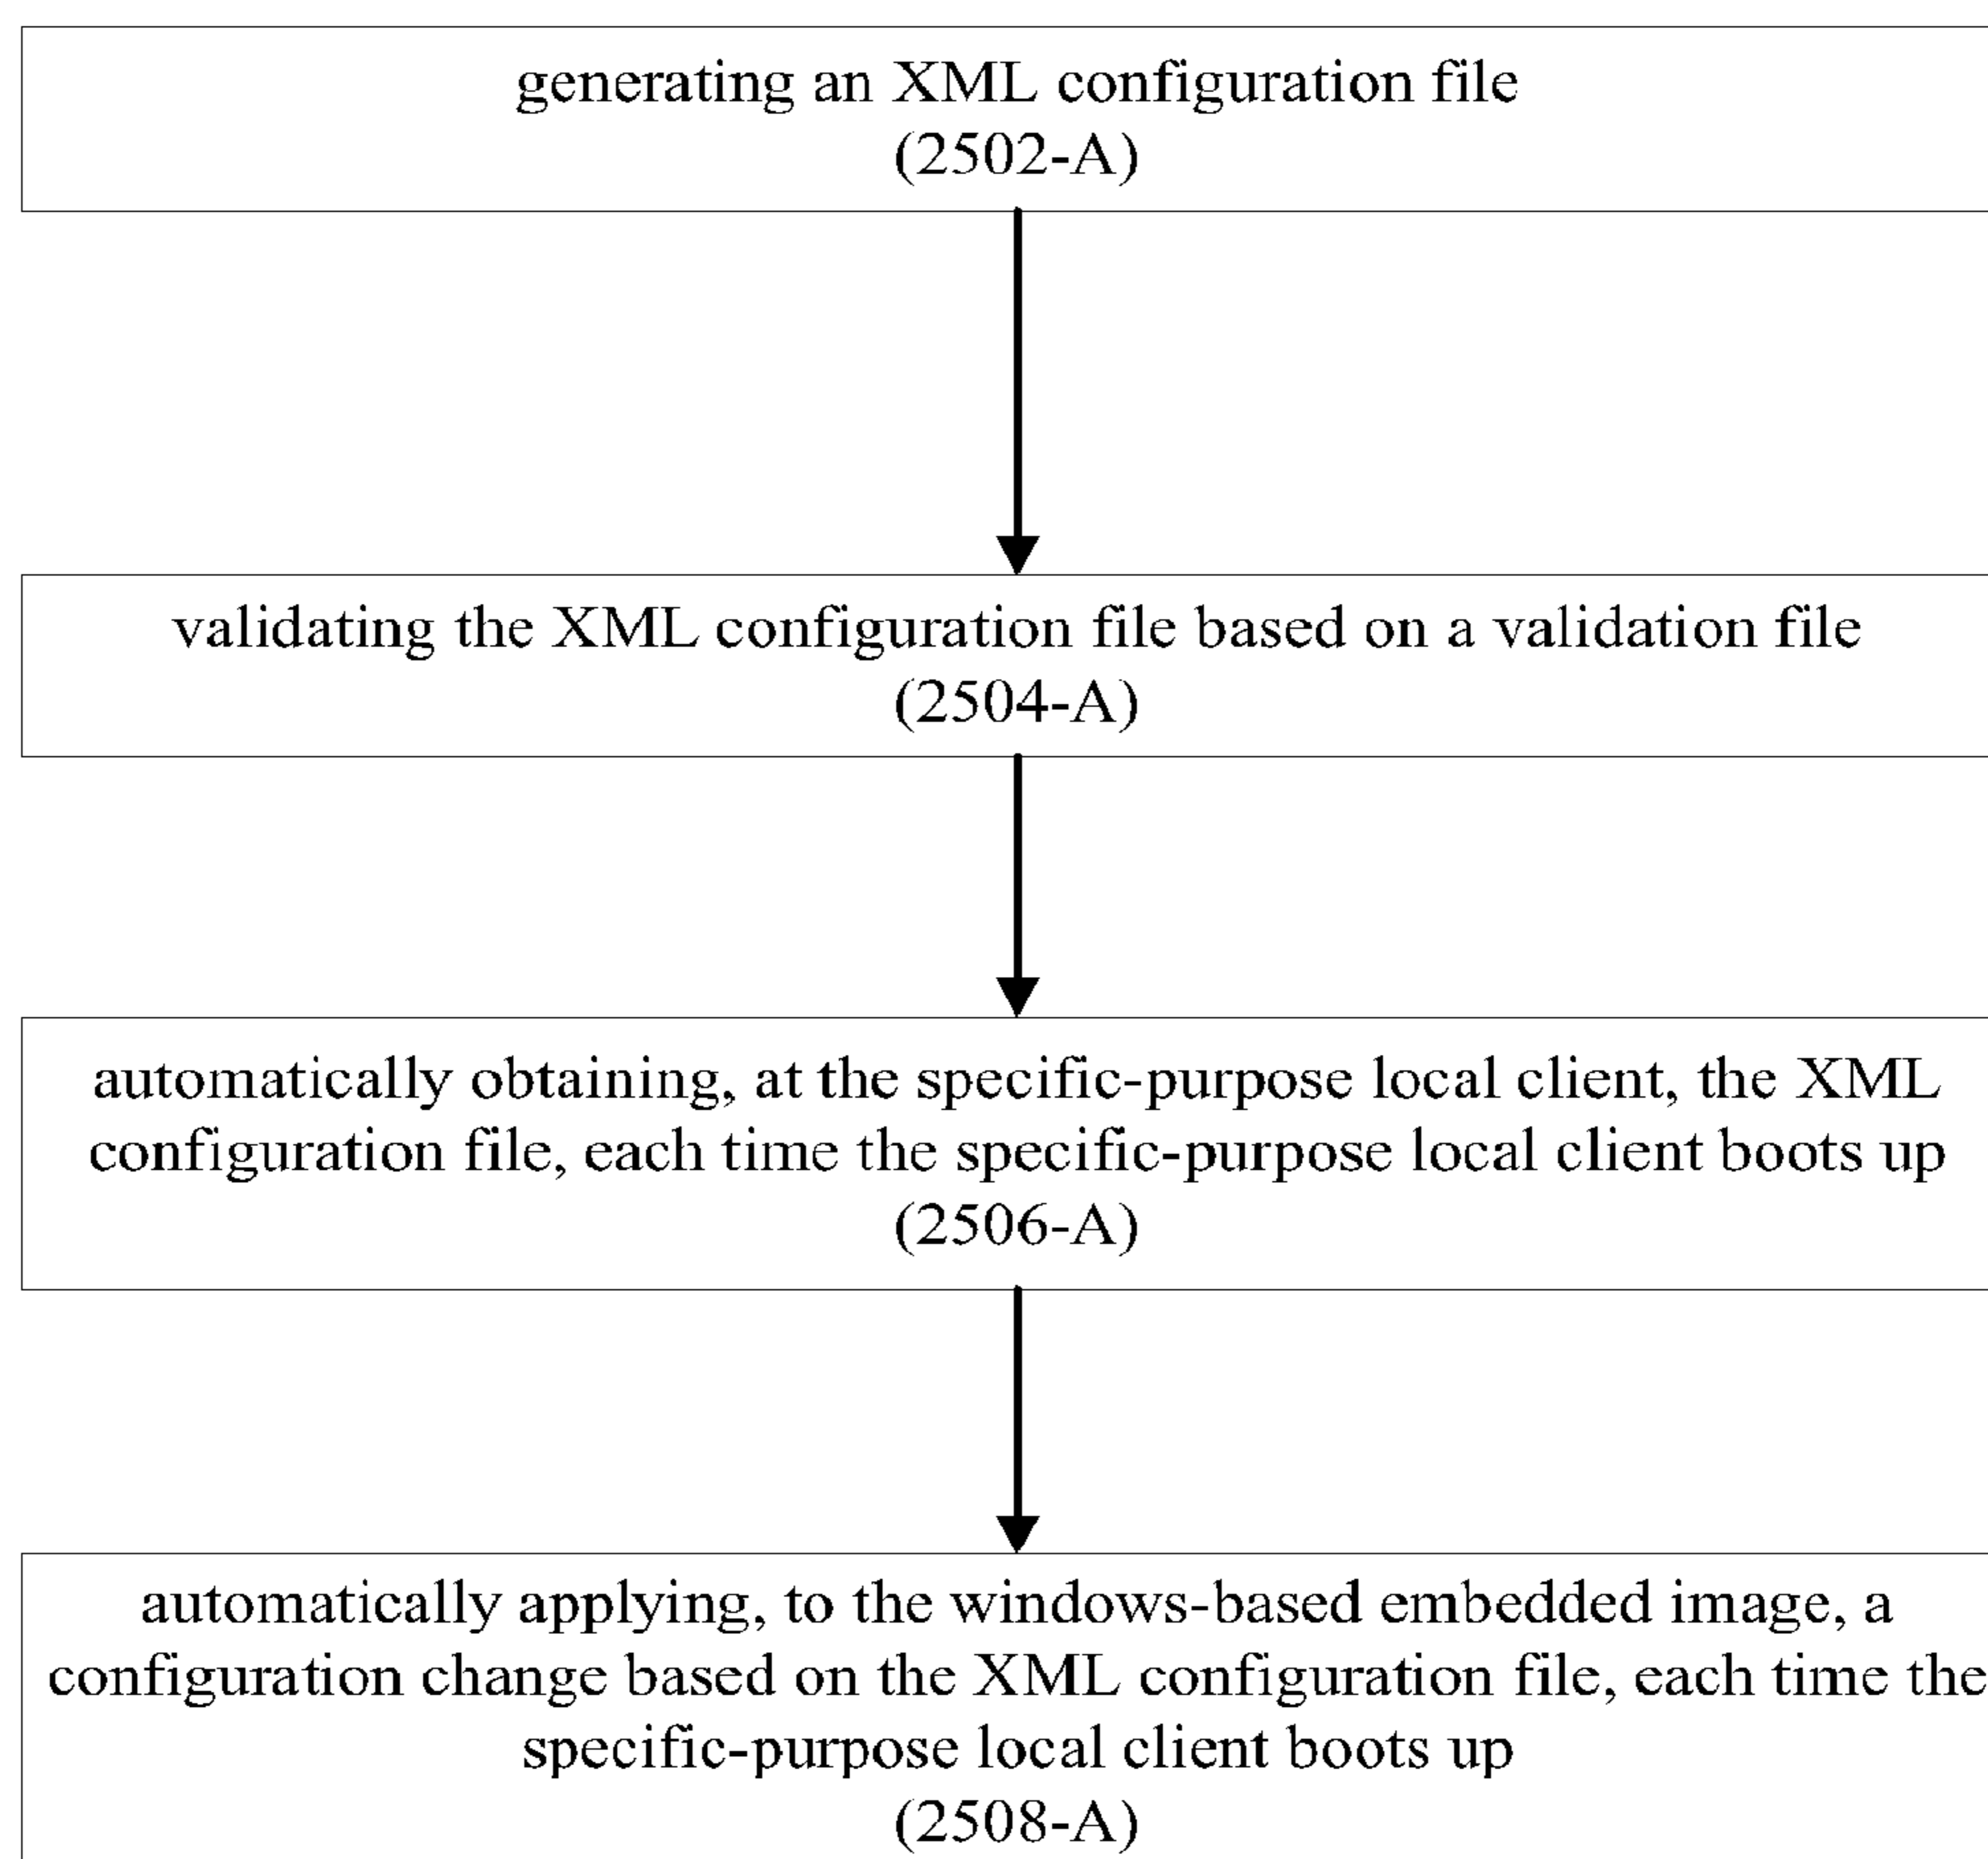 generating an XML configuration file
(2502-A)
validating the XML configuration file based on a validation file
(2504-A)
automatically obtaining, at the specific-purpose local client, the XML
configuration file, each time the specific-purpose local client boots up
(2506-A)
automatically applying, to the windows-based embedded image, a
configuration change based on the XML configuration file, each time the
specific-purpose local client boots up
(2508-A)